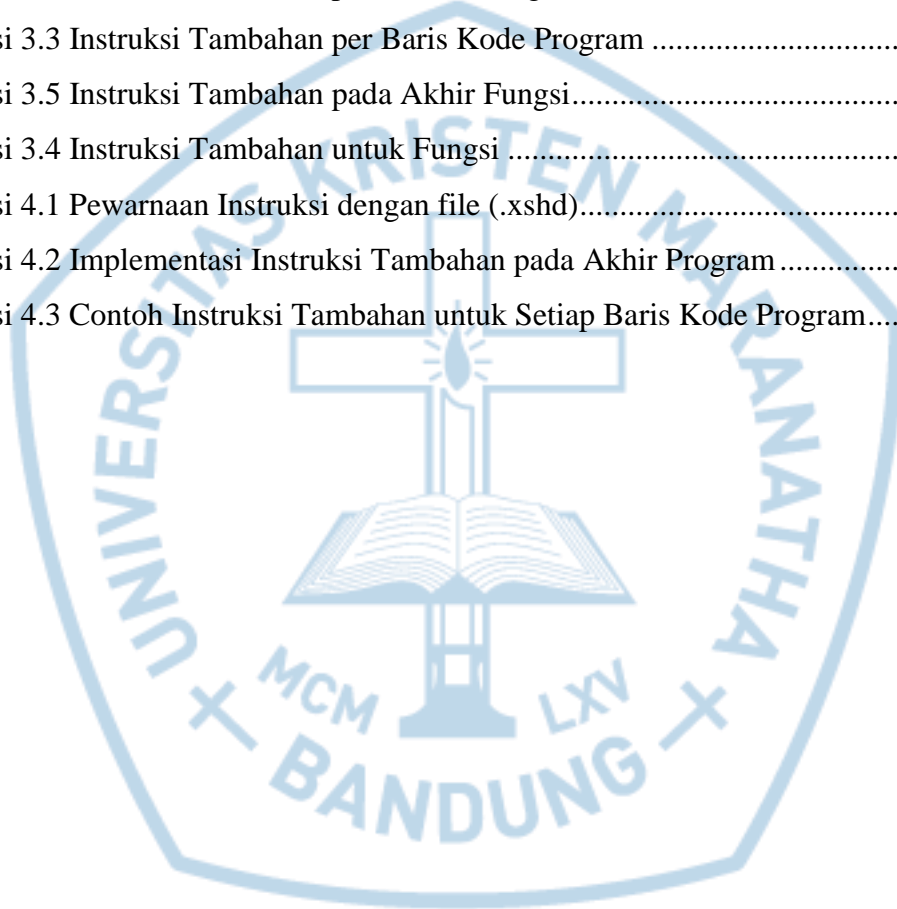 si 3.3 Instruksi Tambahan per Baris Kode Program ................................
si 3.5 Instruksi Tambahan pada Akhir Fungsi..........................................
si 3.4 Instruksi Tambahan untuk Fungsi ...................................................
si 4.1 Pewarnaan Instruksi dengan file (.xshd).........................................
si 4.2 Implementasi Instruksi Tambahan pada Akhir Program ...............
si 4.3 Contoh Instruksi Tambahan untuk Setiap Baris Kode Program....
UNIVERSITAS KRISTEN MARANATHA
MCM LXV
BANDUNG